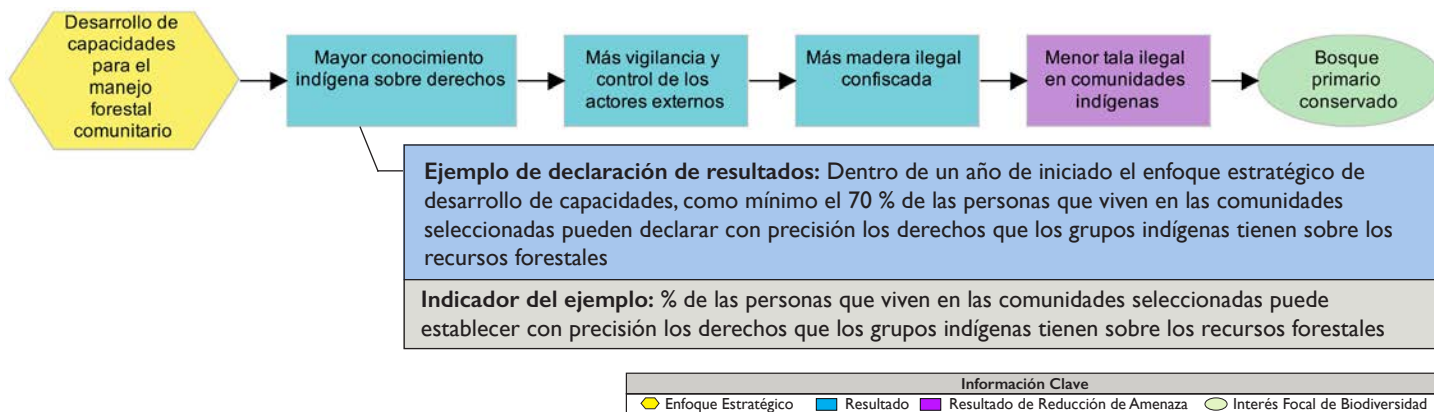 Desarrollo de
capacidades
para el
manejo
forestal
comunitario
Mayor conocimiento
indígena sobre derechos
Más vigilancia y
control de los
actores externos
Más madera ilegal
confiscada
Menor tala ilegal
en comunidades
indígenas
Bosque
primario
conservado
Ejemplo de declaración de resultados: Dentro de un año de iniciado el enfoque estratégico de
desarrollo de capacidades, como mínimo el 70 % de las personas que viven en las comunidades
seleccionadas pueden declarar con precisión los derechos que los grupos indígenas tienen sobre los
recursos forestales
Indicador del ejemplo: % de las personas que viven en las comunidades seleccionadas puede
establecer con precisión los derechos que los grupos indígenas tienen sobre los recursos forestales
Información Clave
Enfoque Estratégico Resultado Resultado de Reducción de Amenaza Interés Focal de Biodiversidad